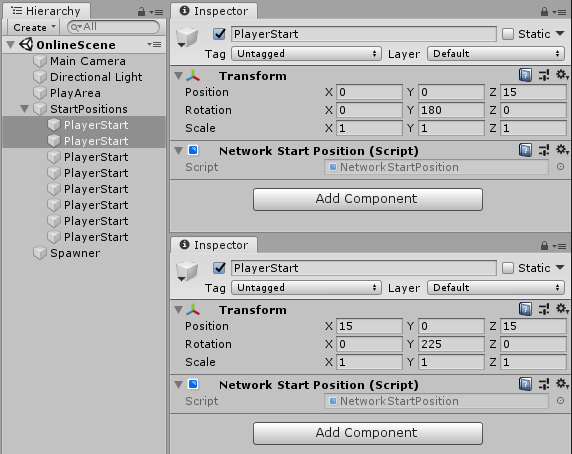 Hierarchy
Create All
OnlineScene
Main Camera
Directional Light
PlayArea
StartPositions
PlayerStart
PlayerStart
PlayerStart
PlayerStart
PlayerStart
PlayerStart
PlayerStart
PlayerStart
Spawner
Inspector
PlayerStart Static
Tag Untagged Layer Default
Transform
Position X 0 Y 0 Z 15
Rotation X 0 Y 180 Z 0
Scale X 1 Y 1 Z 1
Network Start Position (Script)
Script NetworkStartPosition
Add Component
Inspector
PlayerStart Static
Tag Untagged Layer Default
Transform
Position X 15 Y 0 Z 15
Rotation X 0 Y 225 Z 0
Scale X 1 Y 1 Z 1
Network Start Position (Script)
Script NetworkStartPosition
Add Component